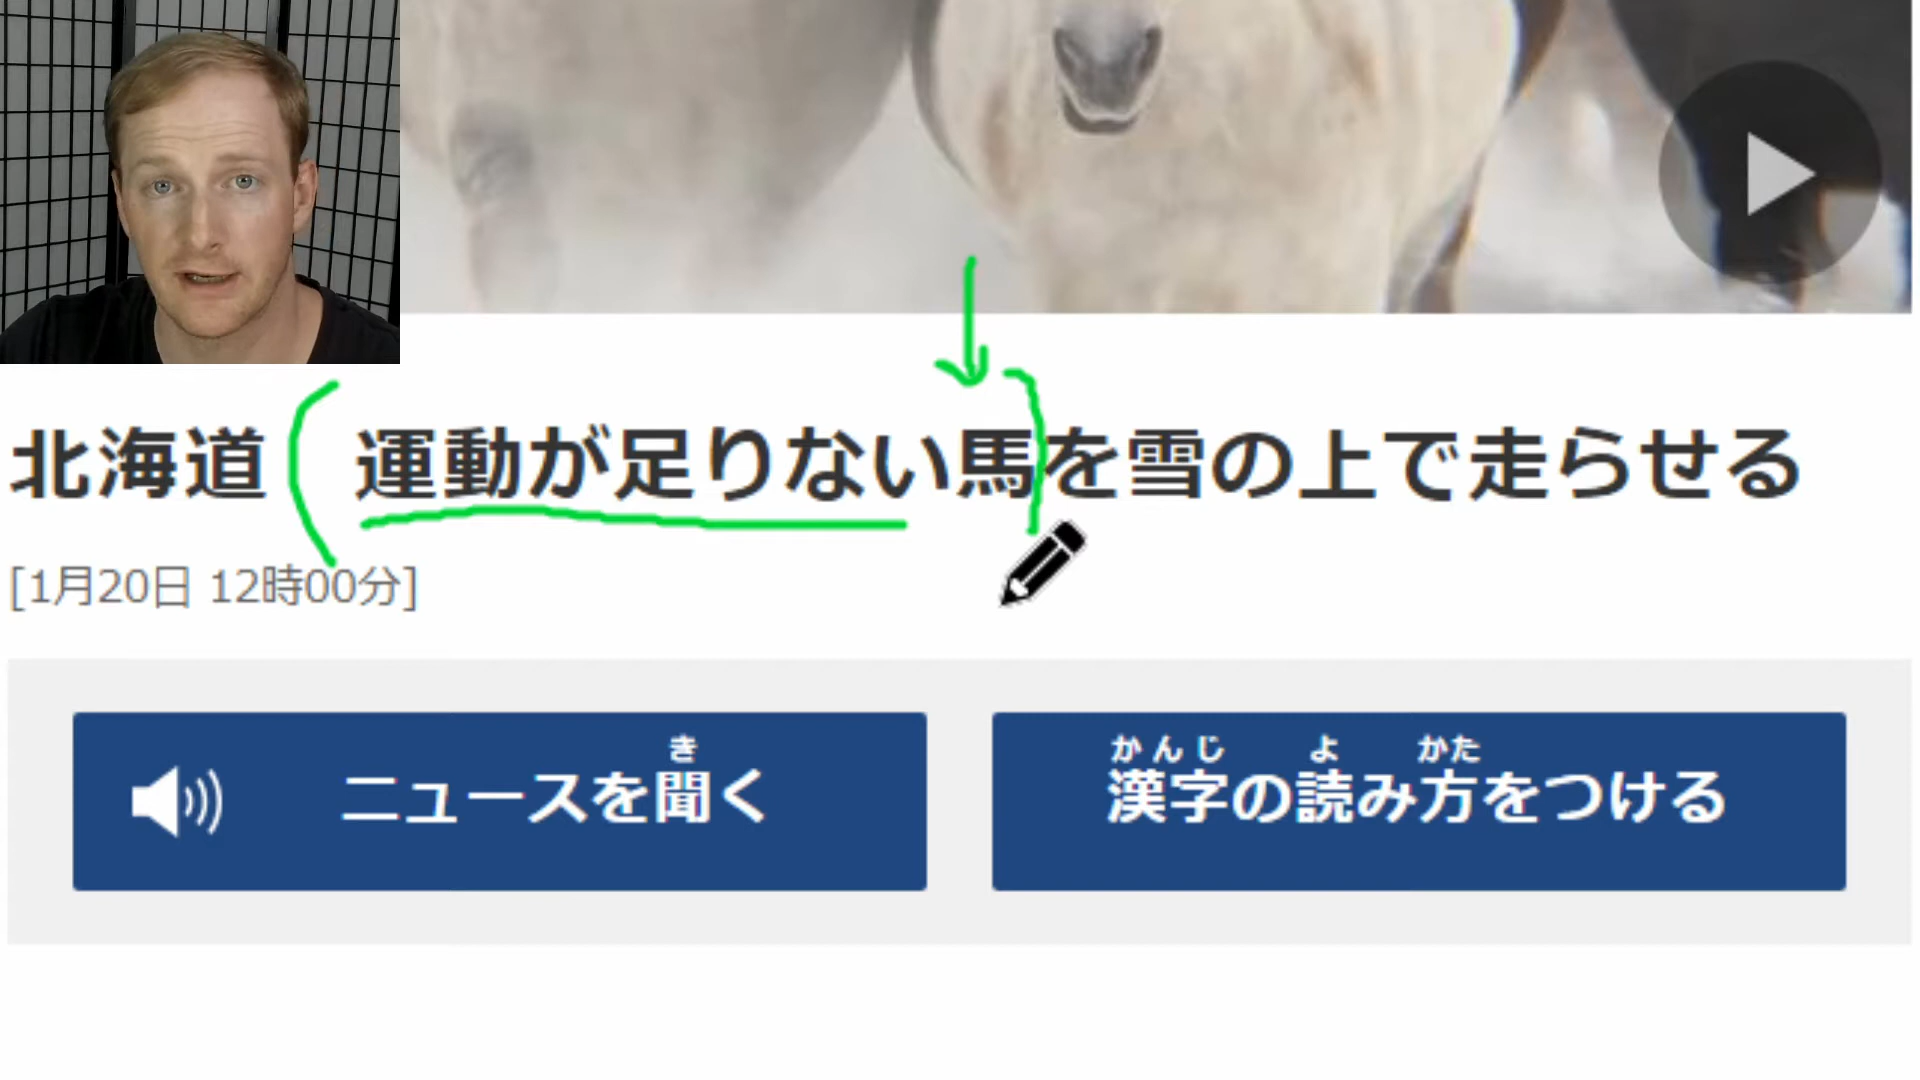 北海道 運動が足りない馬を雪の上で走らせる
[1月20日 12時00分]
き
ニュースを聞く
かんじ よ かた
漢字の読み方をつける